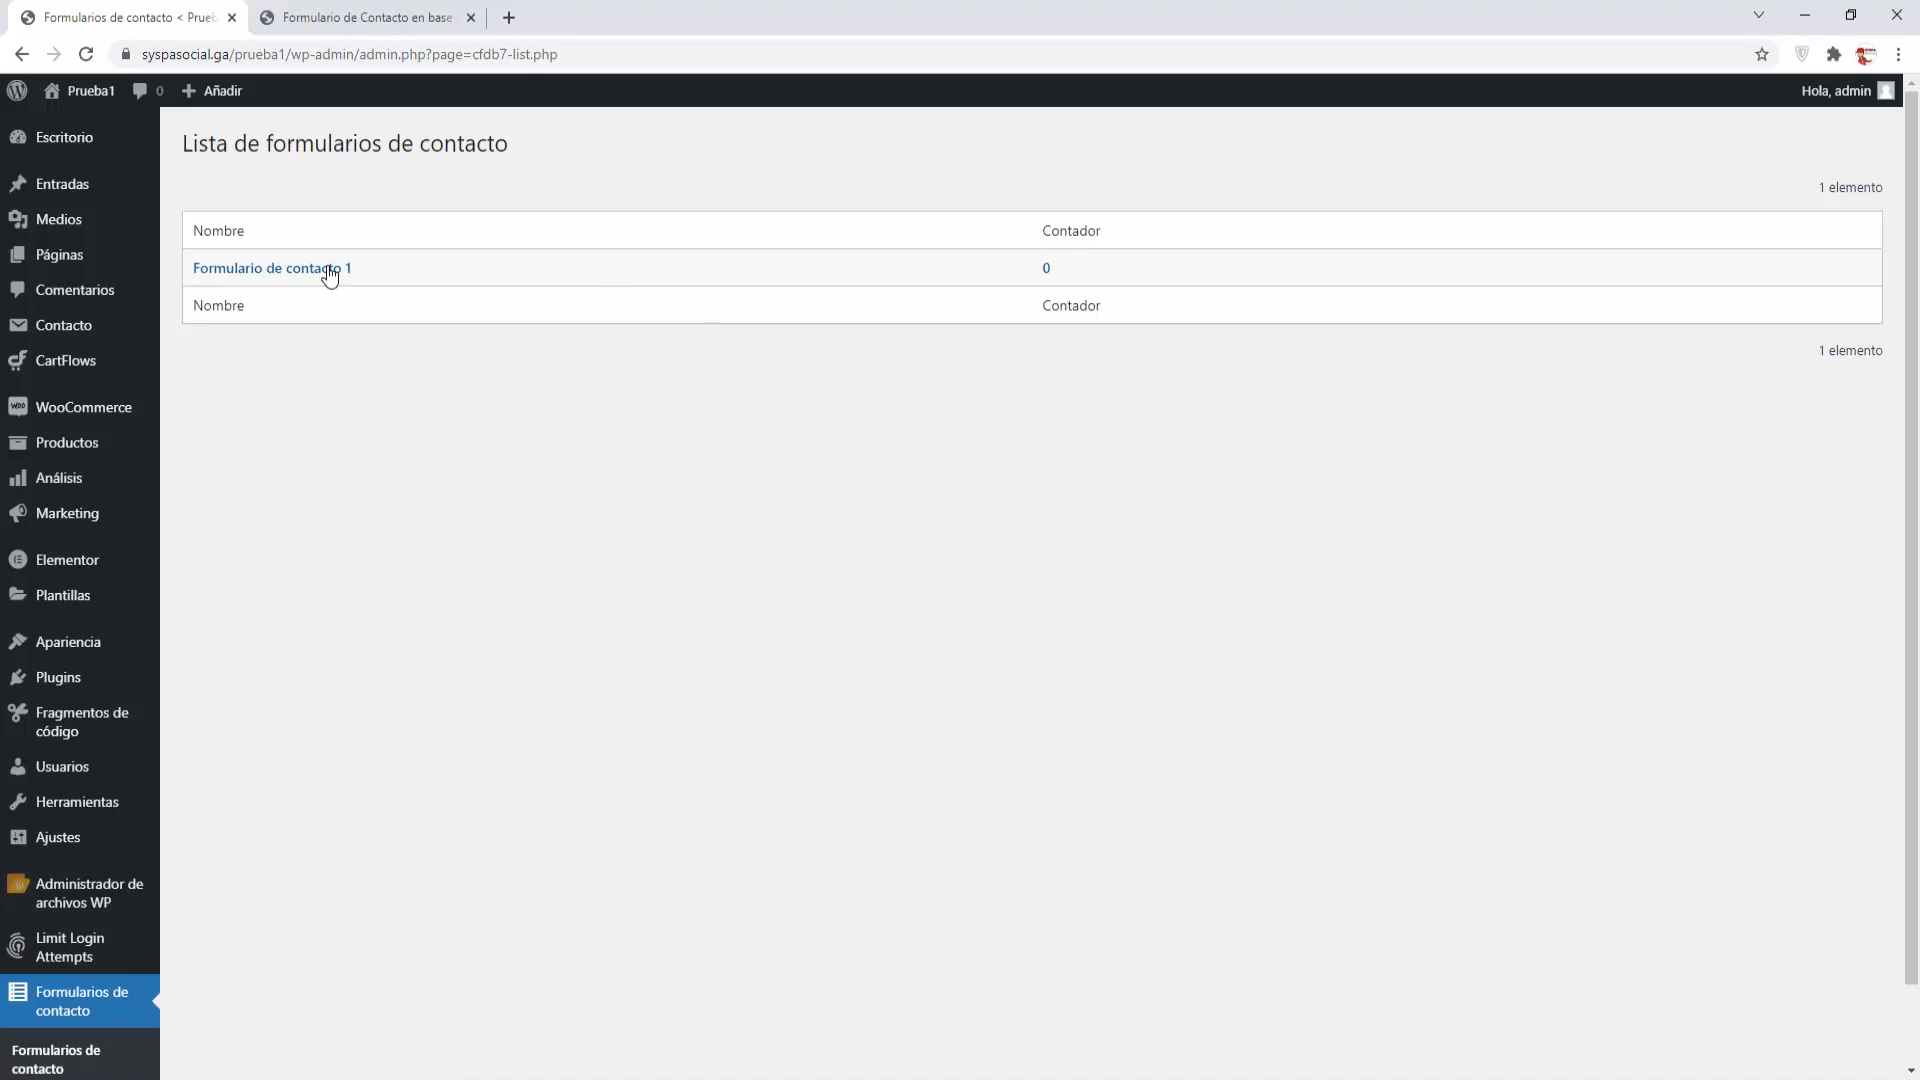 Formularios de contacto < Prueb
Formulario de Contacto en base
syspasocial.ga/prueba1/wp-admin/admin.php?page=cfdb7-list.php
Prueba1
0
Añadir
Hola, admin
Escritorio
Entradas
Medios
Páginas
Comentarios
Contacto
CartFlows
WooCommerce
Productos
Análisis
Marketing
Elementor
Plantillas
Apariencia
Plugins
Fragmentos de
código
Usuarios
Herramientas
Ajustes
Administrador de
archivos WP
Limit Login
Attempts
Formularios de
contacto
Formularios de
contacto
Lista de formularios de contacto
1 elemento
Nombre Contador
Formulario de contacto 1 0
Nombre Contador
1 elemento